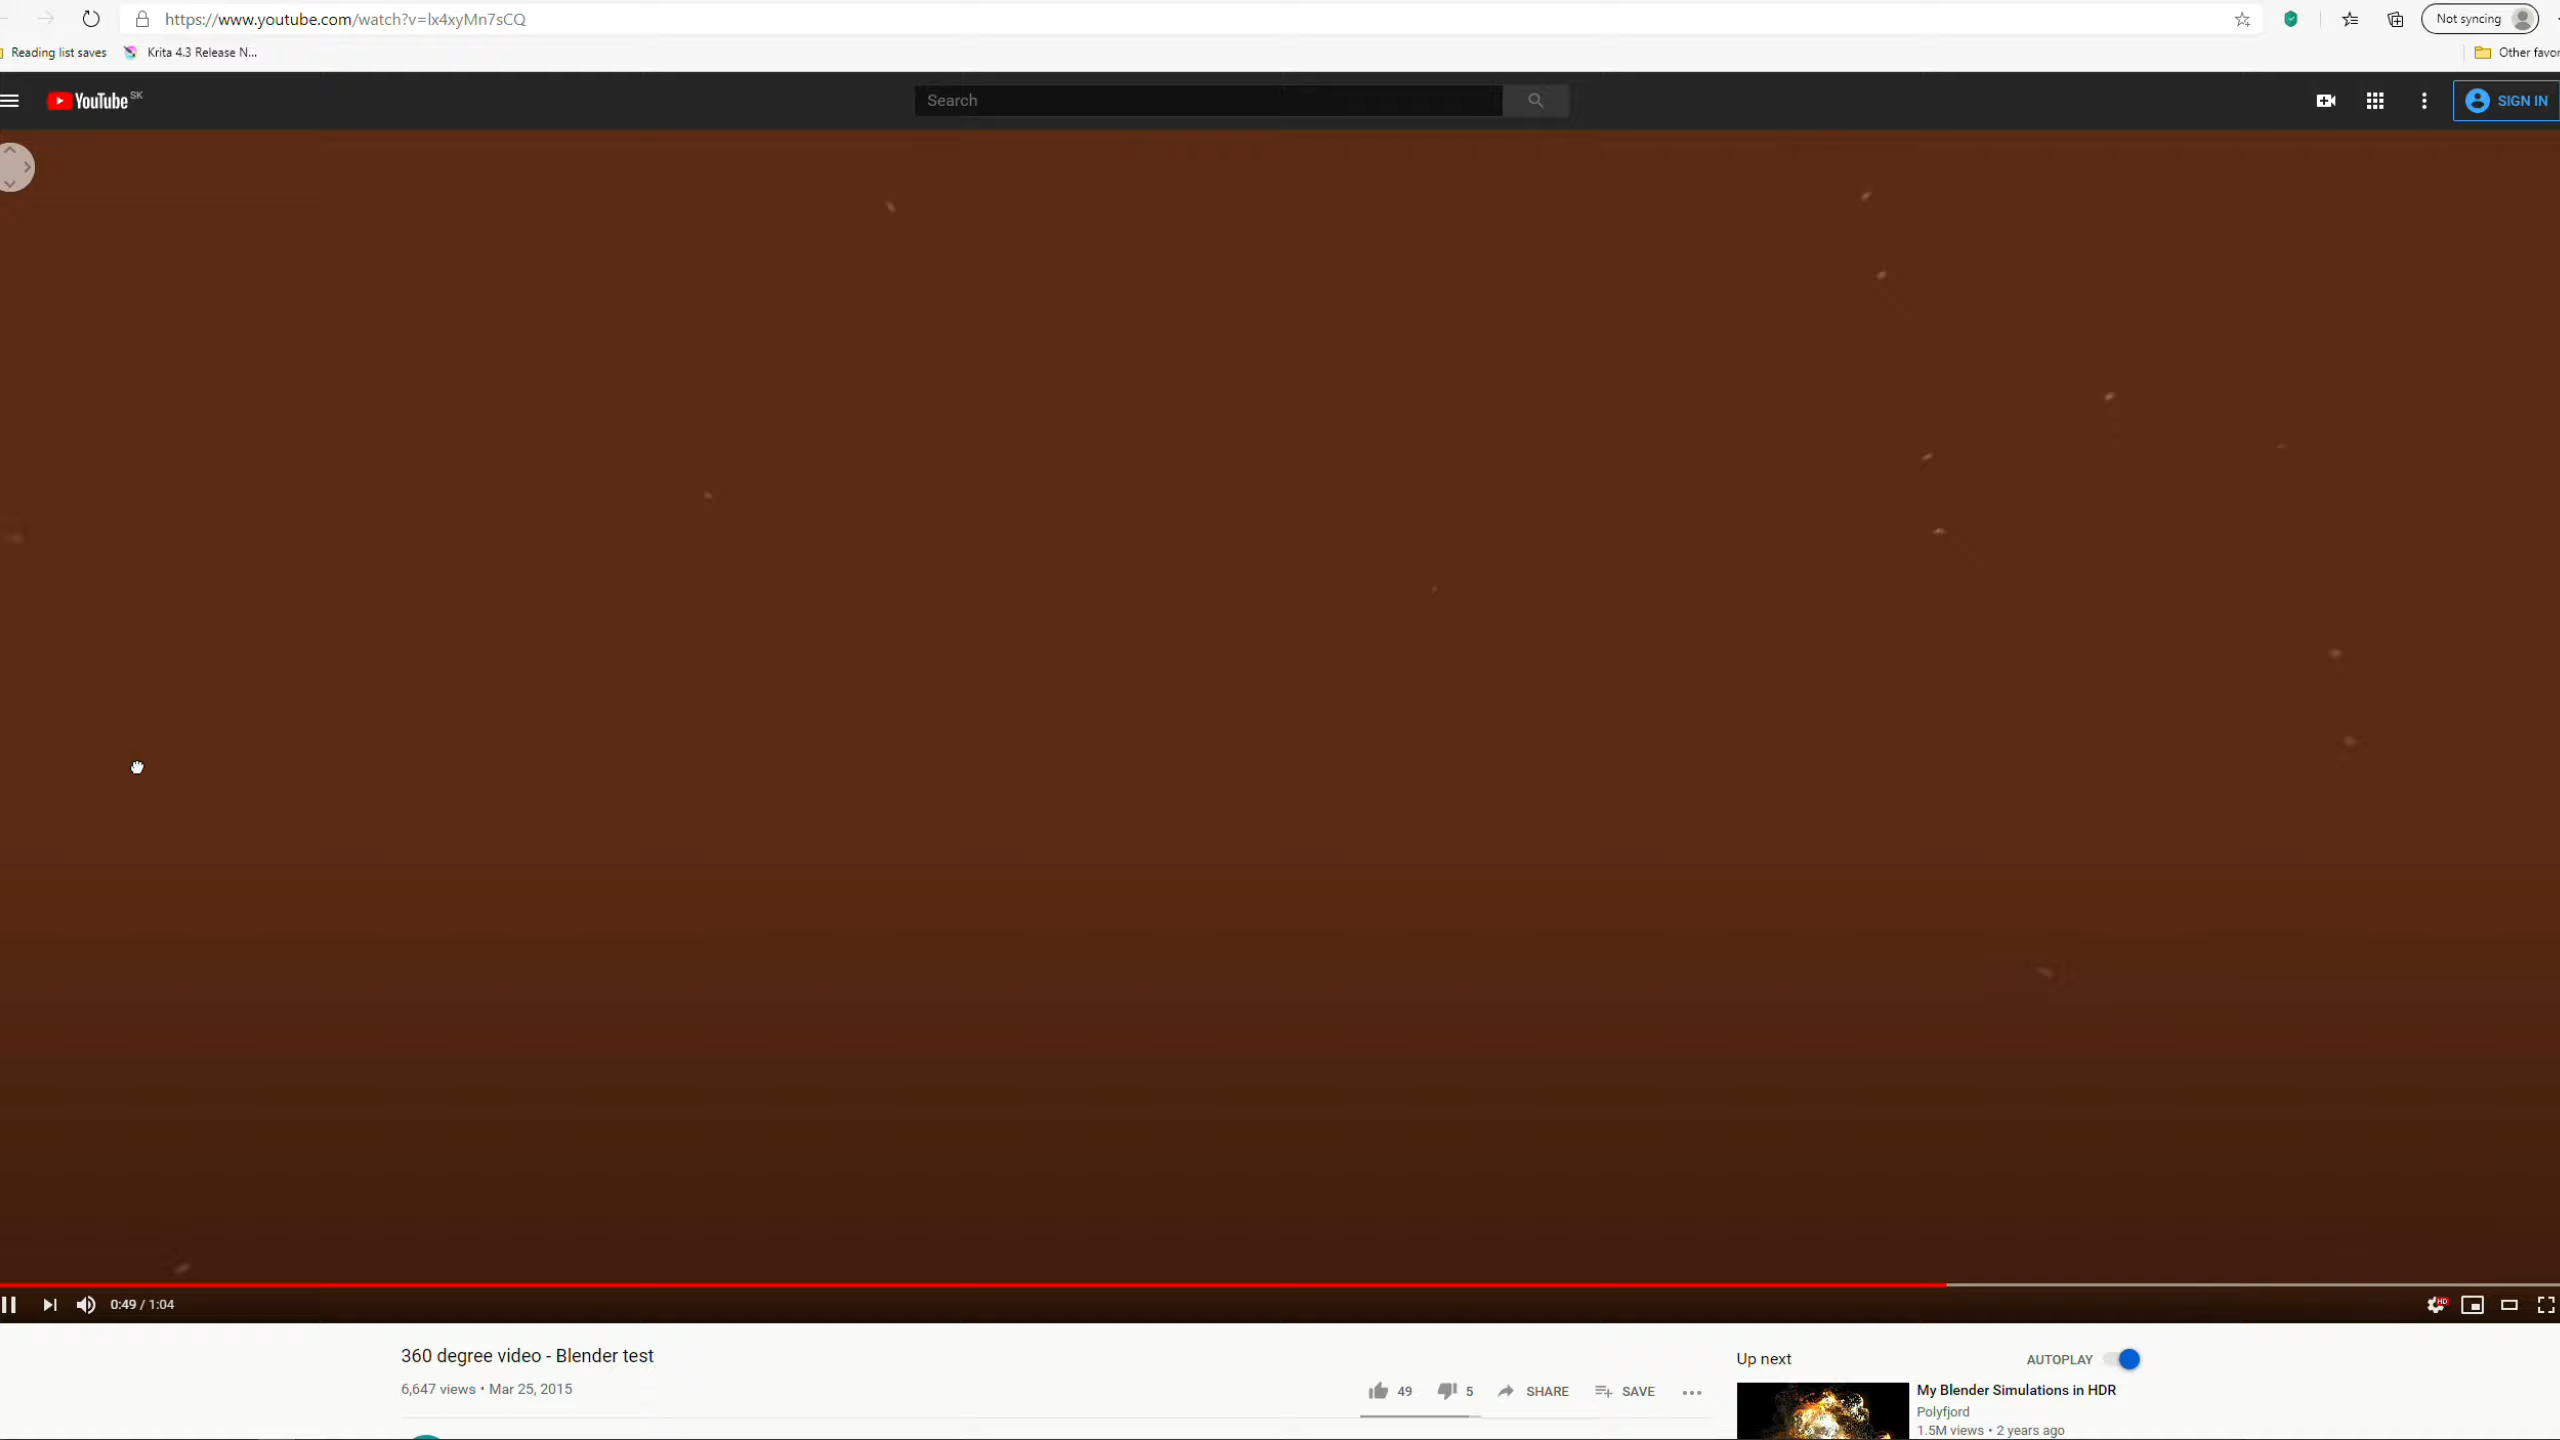 https://www.youtube.com/watch?v=lx4xyMn7sCQ
Not syncing
Reading list saves
Krita 4.3 Release N...
Other favor
YouTube SK
Search
SIGN IN
0:49 / 1:04
HD
360 degree video - Blender test
6,647 views • Mar 25, 2015
49
5
SHARE
SAVE
Up next
AUTOPLAY
My Blender Simulations in HDR
Polyfjord
1.5M views • 2 years ago